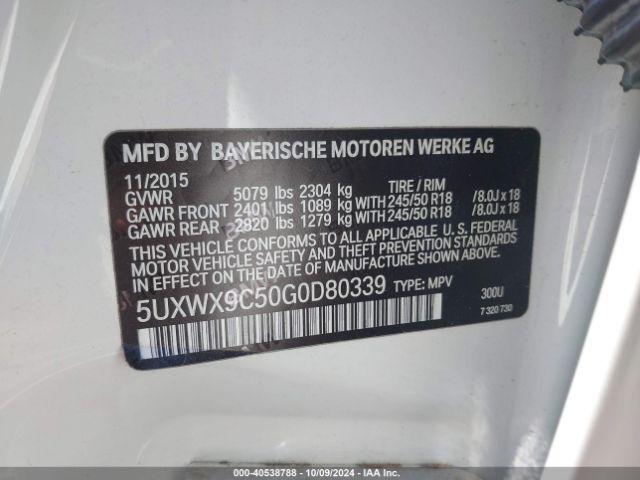 MFD BY BAYERISCHE MOTOREN WERKE AG
11/2015
GVWR 5079 lbs 2304 kg TIRE / RIM
GAWR FRONT 2401 lbs 1089 kg WITH 245/50 R18 /8.0J x 18
GAWR REAR 2820 lbs 1279 kg WITH 245/50 R18 /8.0J x 18
THIS VEHICLE CONFORMS TO ALL APPLICABLE U. S. FEDERAL
MOTOR VEHICLE SAFETY AND THEFT PREVENTION STANDARDS
IN EFFECT ON THE DATE OF MANUFACTURE SHOWN ABOVE.
5UXWX9C50G0D80339 TYPE: MPV
300U
7 320 730
000-40538788 - 10/09/2024 - IAA Inc.